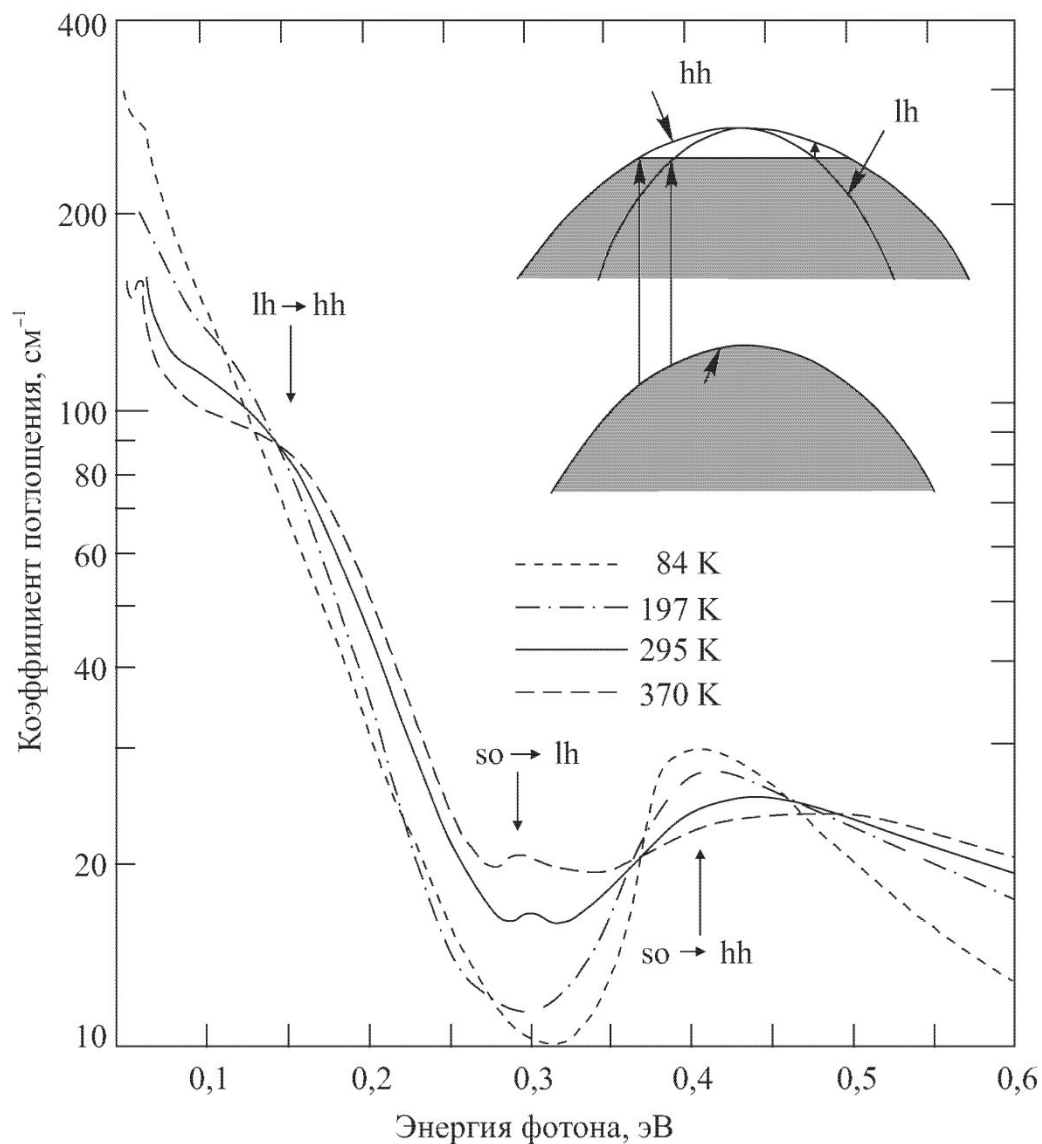 400
200
100
80
60
40
20
10
Коэффициент поглощения, см⁻¹
hh
lh
lh → hh
84 K
197 K
295 K
370 K
so → lh
so → hh
0,1 0,2 0,3 0,4 0,5 0,6
Энергия фотона, эВ